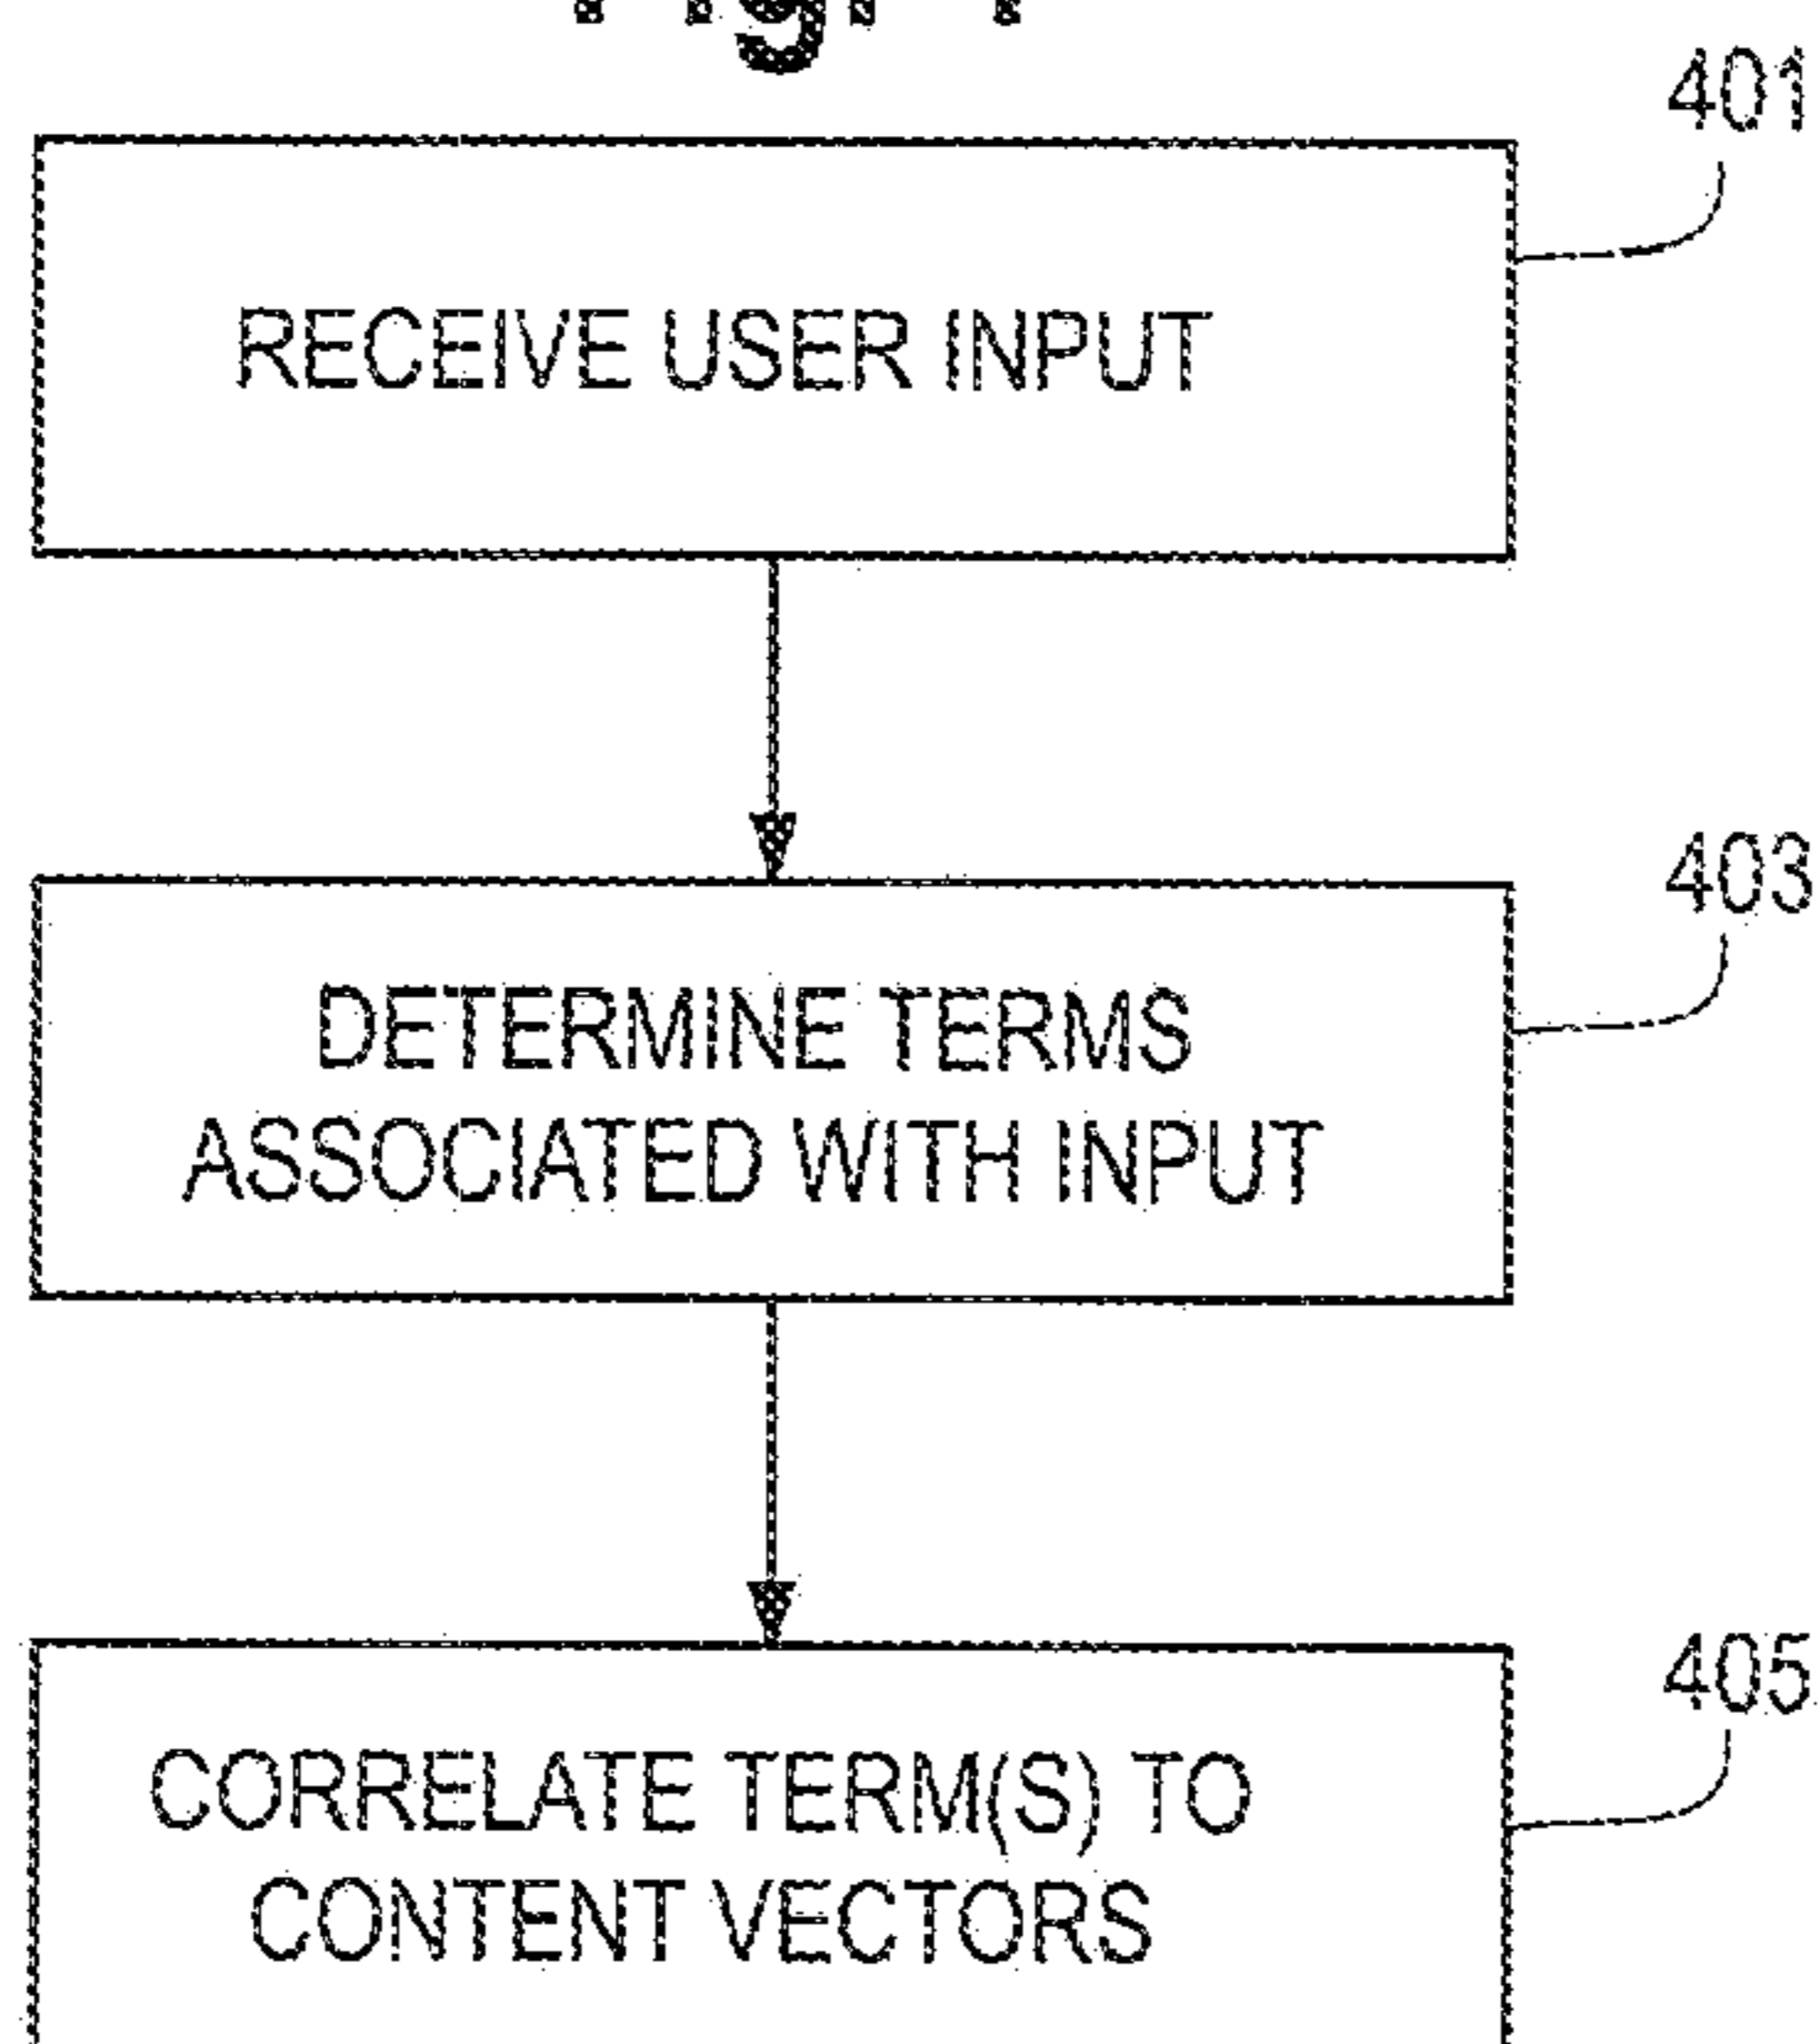 401
RECEIVE USER INPUT
403
DETERMINE TERMS
ASSOCIATED WITH INPUT
405
CORRELATE TERM(S) TO
CONTENT VECTORS